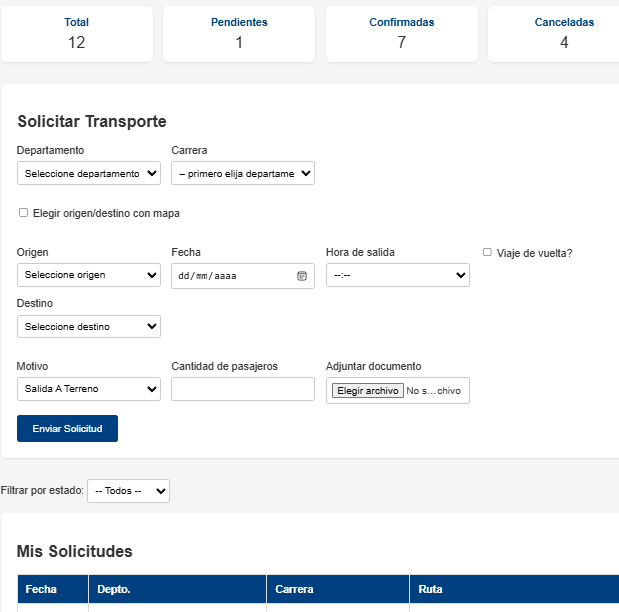 Total Pendientes Confirmadas Canceladas
12 1 7 4
Solicitar Transporte
Departamento Carrera
Seleccione departamento – primero elija departame
Elegir origen/destino con mapa
Origen Fecha Hora de salida Viaje de vuelta?
Seleccione origen dd/mm/aaaa --:--
Destino
Seleccione destino
Motivo Cantidad de pasajeros Adjuntar documento
Salida A Terreno Elegir archivo No s...chivo
Enviar Solicitud
Filtrar por estado: -- Todos --
Mis Solicitudes
Fecha Depto. Carrera Ruta